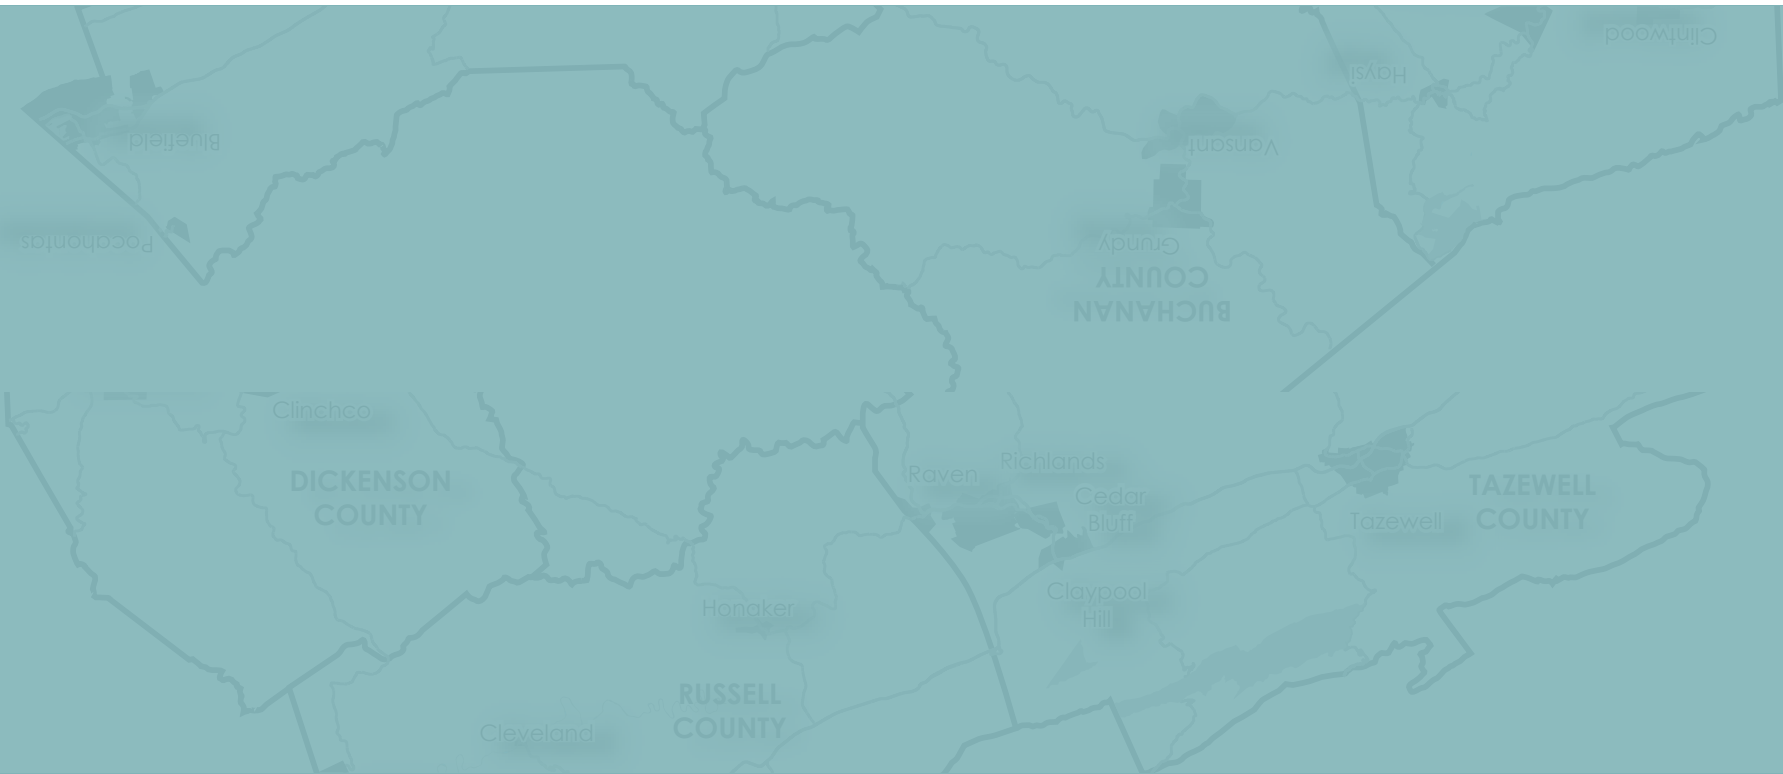 Clintwood
Haysi
Bluefield
Vansant
Pocahontas
Grundy
BUCHANAN
COUNTY
Clinchco
DICKENSON
COUNTY
Raven
Richlands
Cedar
Bluff
TAZEWELL
COUNTY
Tazewell
Claypool
Hill
Honaker
RUSSELL
COUNTY
Cleveland